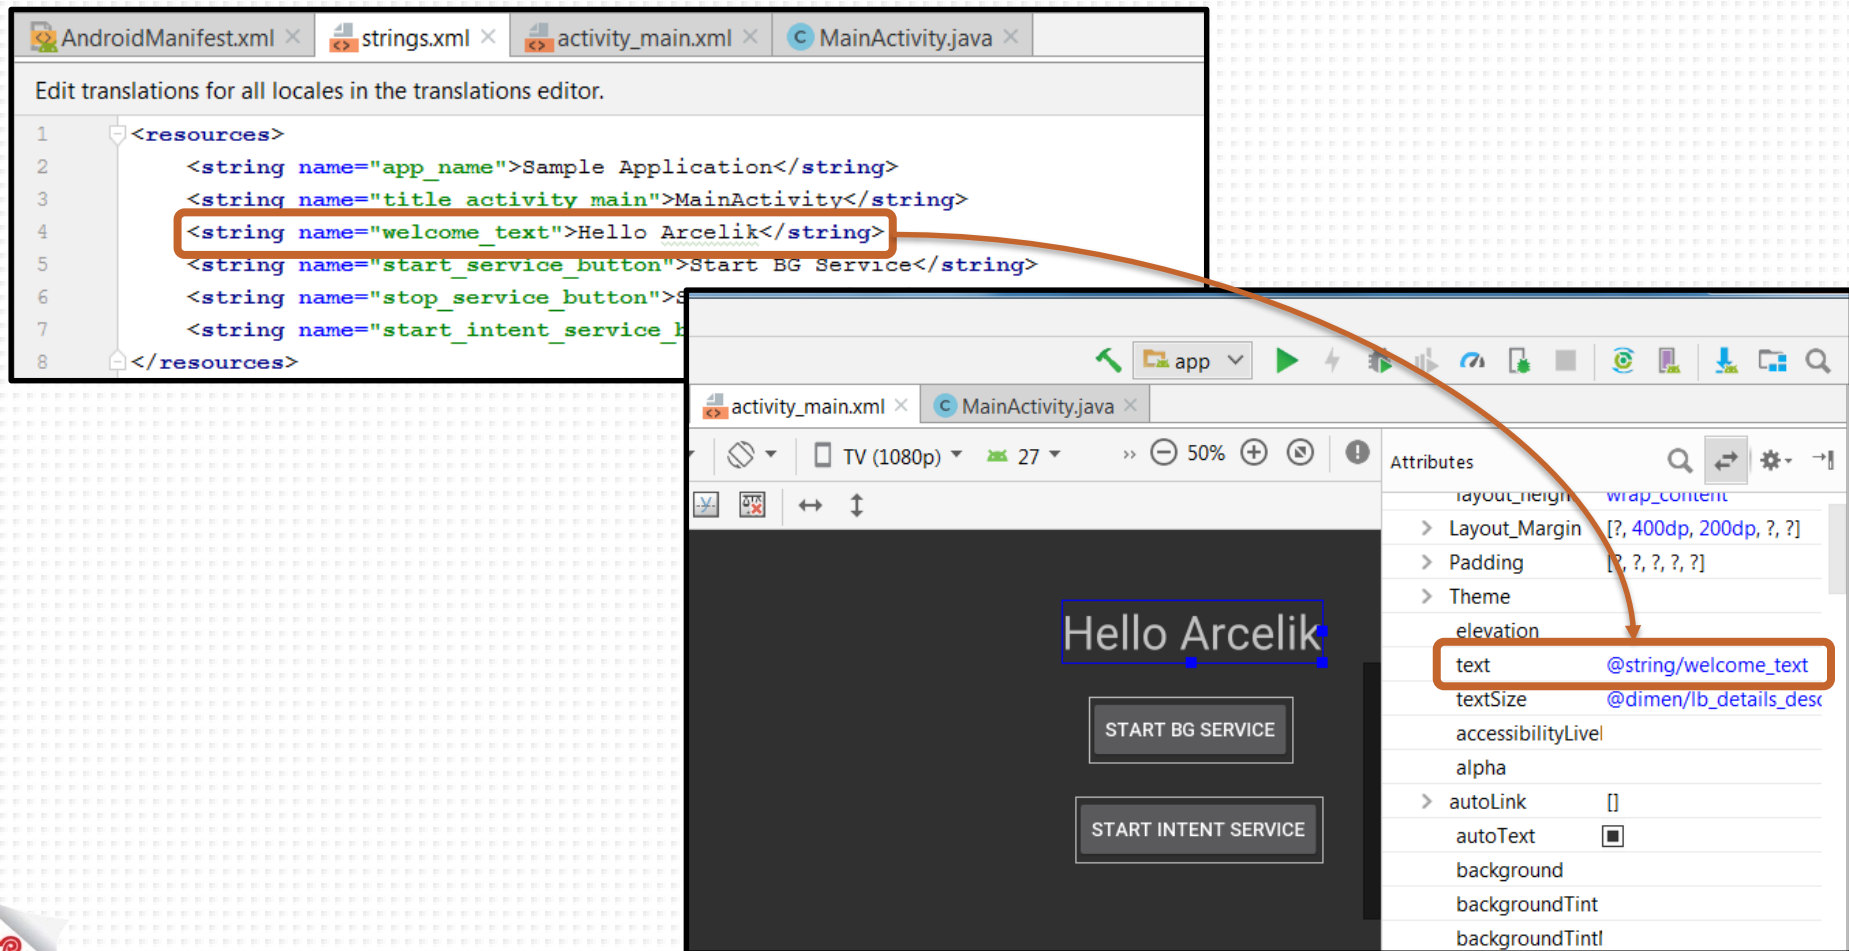 AndroidManifest.xml
strings.xml
activity_main.xml
MainActivity.java
Edit translations for all locales in the translations editor.
1 <resources>
2 <string name="app_name">Sample Application</string>
3 <string name="title_activity_main">MainActivity</string>
4 <string name="welcome_text">Hello Arcelik</string>
5 <string name="start_service_button">Start BG Service</string>
6 <string name="stop_service_button">
7 <string name="start_intent_service_
8 </resources>
app
activity_main.xml
MainActivity.java
TV (1080p) 27 >> 50%
Attributes
layout_heigh wrap_content
Layout_Margin [?, 400dp, 200dp, ?, ?]
Padding [?, ?, ?, ?, ?]
Theme
elevation
text @string/welcome_text
textSize @dimen/lb_details_desc
accessibilityLive
alpha
autoLink []
autoText
background
backgroundTint
backgroundTint
Hello Arcelik
START BG SERVICE
START INTENT SERVICE